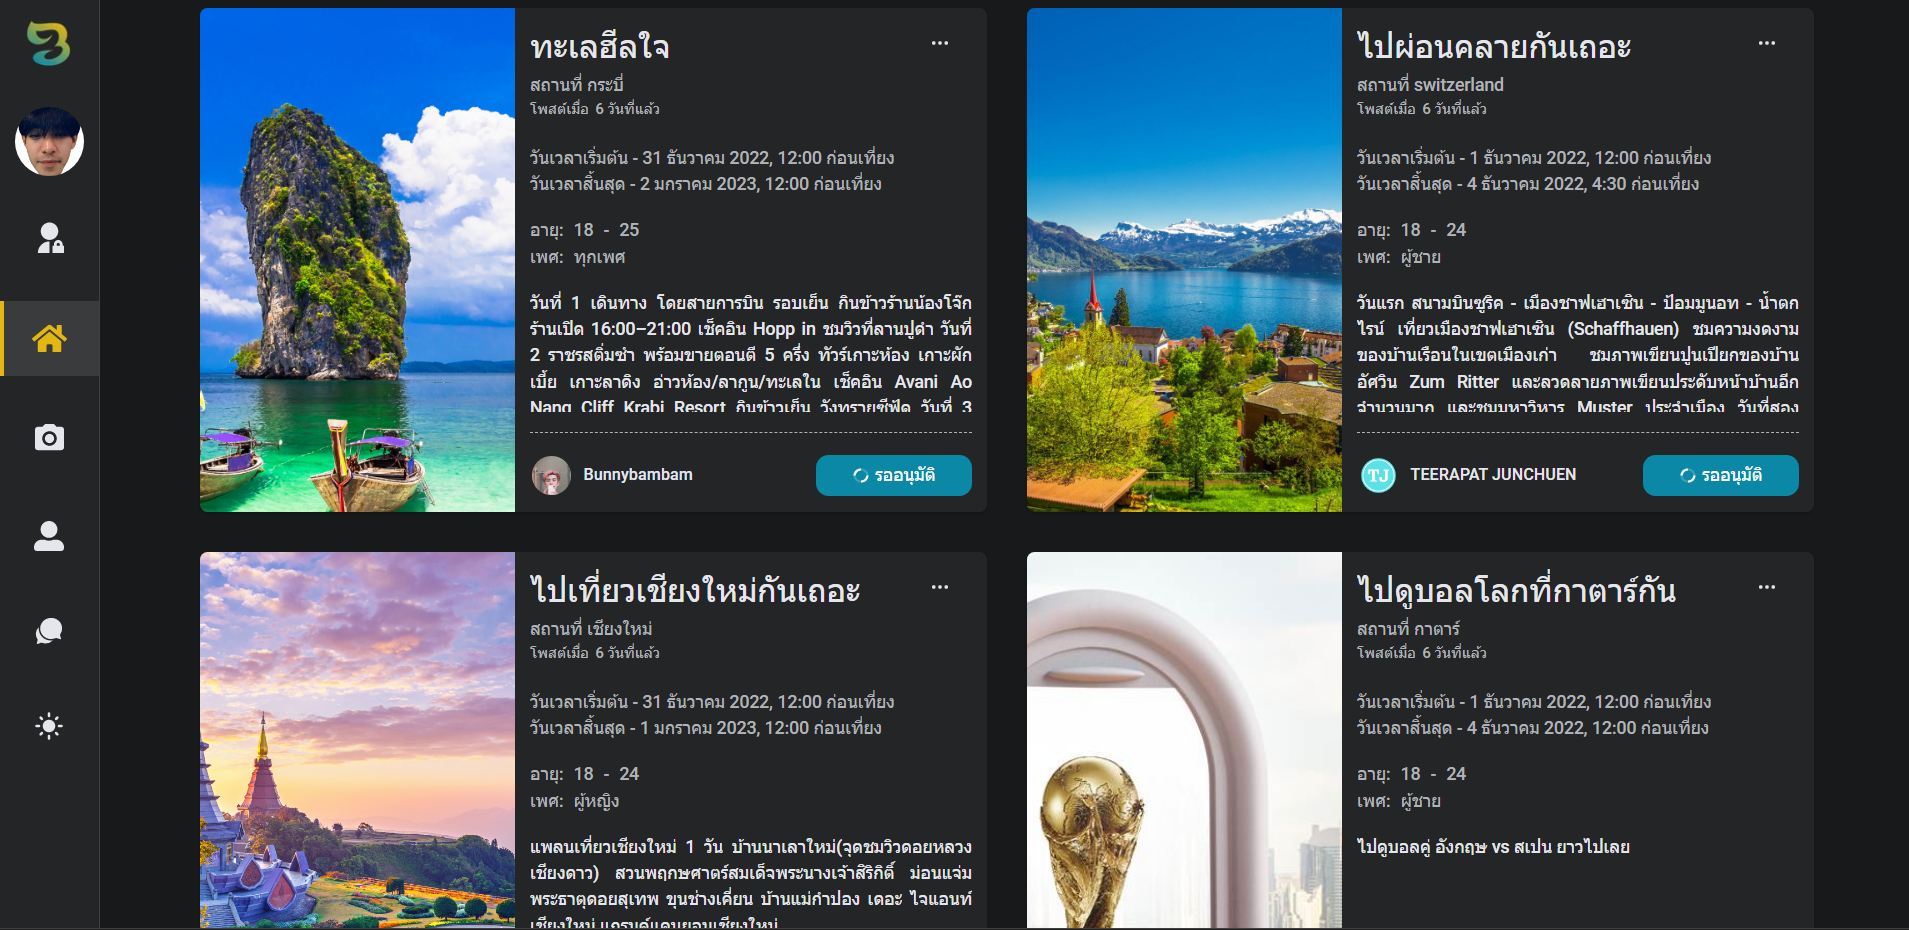 ทะเลฮีลใจ
สถานที่ กระบี่
โพสต์เมื่อ 6 วันที่แล้ว
วันเวลาเริ่มต้น - 31 ธันวาคม 2022, 12:00 ก่อนเที่ยง
วันเวลาสิ้นสุด - 2 มกราคม 2023, 12:00 ก่อนเที่ยง
อายุ: 18 - 25
เพศ: ทุกเพศ
วันที่ 1 เดินทาง โดยสายการบิน รอบเย็น กินข้าวร้านน้องโจ๊ก
ร้านเปิด 16:00–21:00 เช็คอิน Hopp in ชมวิวที่ลานปูดำ วันที่
2 ราชรสติ่มซำ พร้อมขายตอนตี 5 ครึ่ง ทัวร์เกาะห้อง เกาะผัก
เบี้ย เกาะลาดิง อ่าวห้อง/ลากูน/ทะเลใน เช็คอิน Avani Ao
Nang Cliff Krabi Resort กินข้าวเย็น วังทรายซีฟู้ด วันที่ 3
Bunnybambam
รออนุมัติ
ไปผ่อนคลายกันเถอะ
สถานที่ switzerland
โพสต์เมื่อ 6 วันที่แล้ว
วันเวลาเริ่มต้น - 1 ธันวาคม 2022, 12:00 ก่อนเที่ยง
วันเวลาสิ้นสุด - 4 ธันวาคม 2022, 4:30 ก่อนเที่ยง
อายุ: 18 - 24
เพศ: ผู้ชาย
วันแรก สนามบินซูริค - เมืองชาฟเฮาเซิน - ป้อมมูนอท - น้ำตก
ไรน์ เที่ยวเมืองชาฟเฮาเซิน (Schaffhauen) ชมความงดงาม
ของบ้านเรือนในเขตเมืองเก่า ชมภาพเขียนปูนเปียกของบ้าน
อัศวิน Zum Ritter และลวดลายภาพเขียนประดับหน้าบ้านอีก
จำนวนมาก และชมมหาวิหาร Muster ประจำเมือง วันที่สอง
TJ
TEERAPAT JUNCHUEN
รออนุมัติ
ไปเที่ยวเชียงใหม่กันเถอะ
สถานที่ เชียงใหม่
โพสต์เมื่อ 6 วันที่แล้ว
วันเวลาเริ่มต้น - 31 ธันวาคม 2022, 12:00 ก่อนเที่ยง
วันเวลาสิ้นสุด - 1 มกราคม 2023, 12:00 ก่อนเที่ยง
อายุ: 18 - 24
เพศ: ผู้หญิง
แพลนเที่ยวเชียงใหม่ 1 วัน บ้านนาเลาใหม่(จุดชมวิวดอยหลวง
เชียงดาว) สวนพฤกษศาตร์สมเด็จพระนางเจ้าสิริกิติ์ ม่อนแจ่ม
พระธาตุดอยสุเทพ ขุนช่างเคี่ยน บ้านแม่กำปอง เดอะ ไจแอนท์
เชียงใหม่ แกรนด์แคนยอนเชียงใหม่
ไปดูบอลโลกที่กาตาร์กัน
สถานที่ กาตาร์
โพสต์เมื่อ 6 วันที่แล้ว
วันเวลาเริ่มต้น - 1 ธันวาคม 2022, 12:00 ก่อนเที่ยง
วันเวลาสิ้นสุด - 4 ธันวาคม 2022, 12:00 ก่อนเที่ยง
อายุ: 18 - 24
เพศ: ผู้ชาย
ไปดูบอลคู่ อังกฤษ vs สเปน ยาวไปเลย